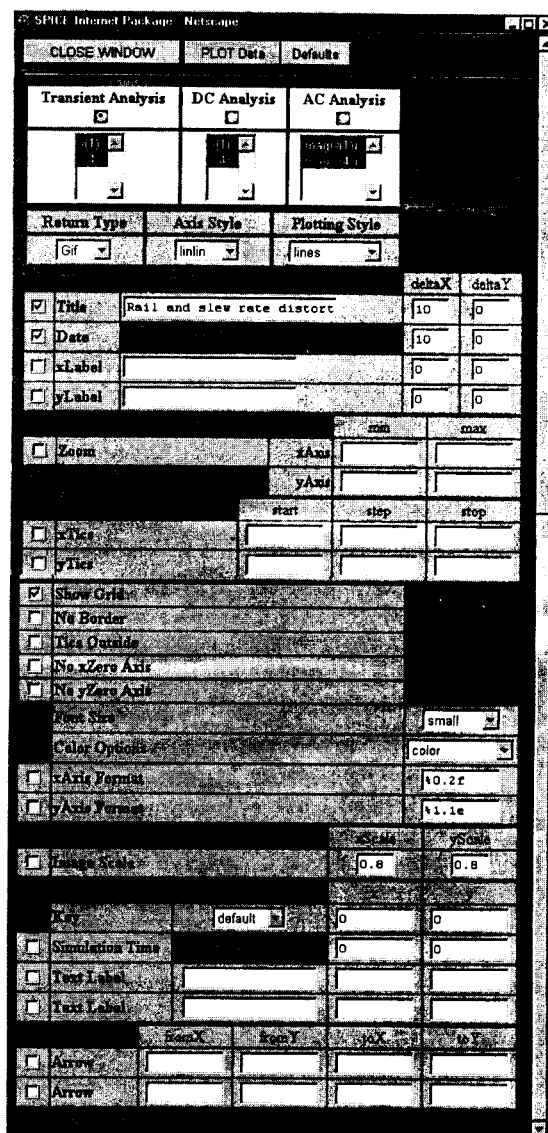 SPICE Internet Package - Netscape
CLOSE WINDOW PLOT Data Defaults
Transient Analysis DC Analysis AC Analysis
Return Type Axis Style Plotting Style
Gif linlin lines
deltaX deltaY
Title Rail and slew rate distort 10 0
Date 10 0
xLabel 0 0
yLabel 0 0
min max
Zoom xAxis
yAxis
start step stop
xTics
yTics
Show Grid
No Border
Tics Outside
No xZero Axis
No yZero Axis
Font Size small
Color Options color
xAxis Format %0.2f
yAxis Format %1.1e
xScale yScale
Image Scale 0.8 0.8
x y
Key default 0 0
Simulation Time 0 0
Text Label
Text Label
fromX fromY toX toY
Arrow
Arrow